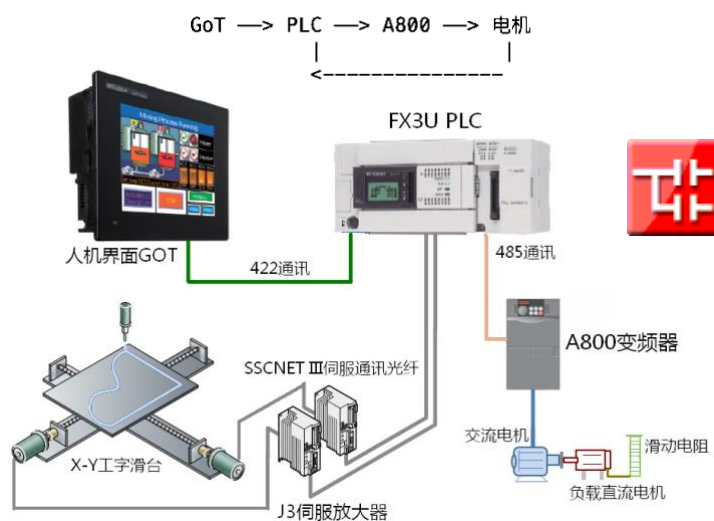 GoT —> PLC —> A800 —> 电机
人机界面GOT
FX3U PLC
422通讯
485通讯
A800变频器
SSCNET Ⅲ伺服通讯光纤
X-Y工字滑台
J3伺服放大器
交流电机
滑动电阻
负载直流电机